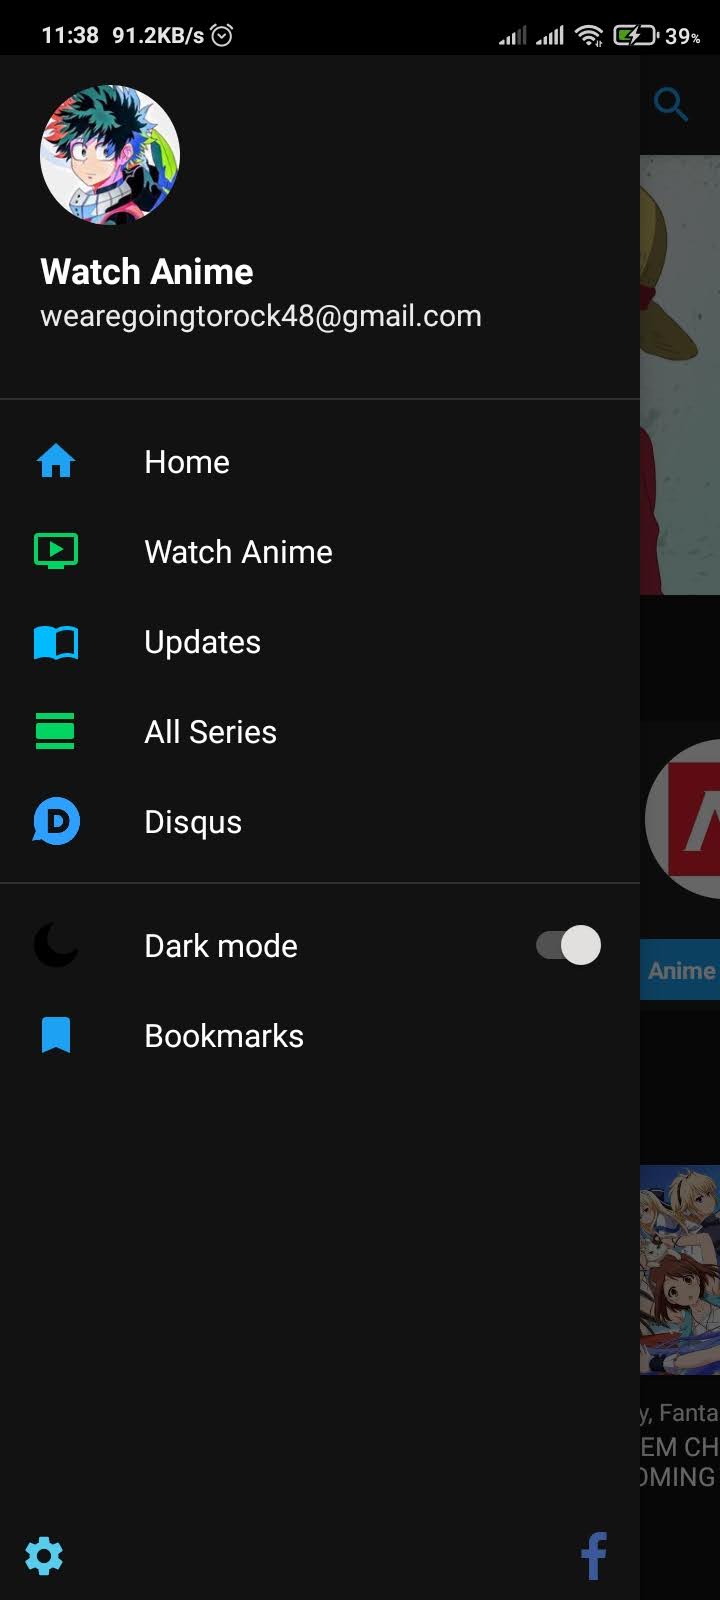 11:38 91.2KB/s 39%
Watch Anime
wearegoingtorock48@gmail.com
Home
Watch Anime
Updates
All Series
Disqus
Dark mode
Anime
Bookmarks
y, Fanta
EM CH
OMING